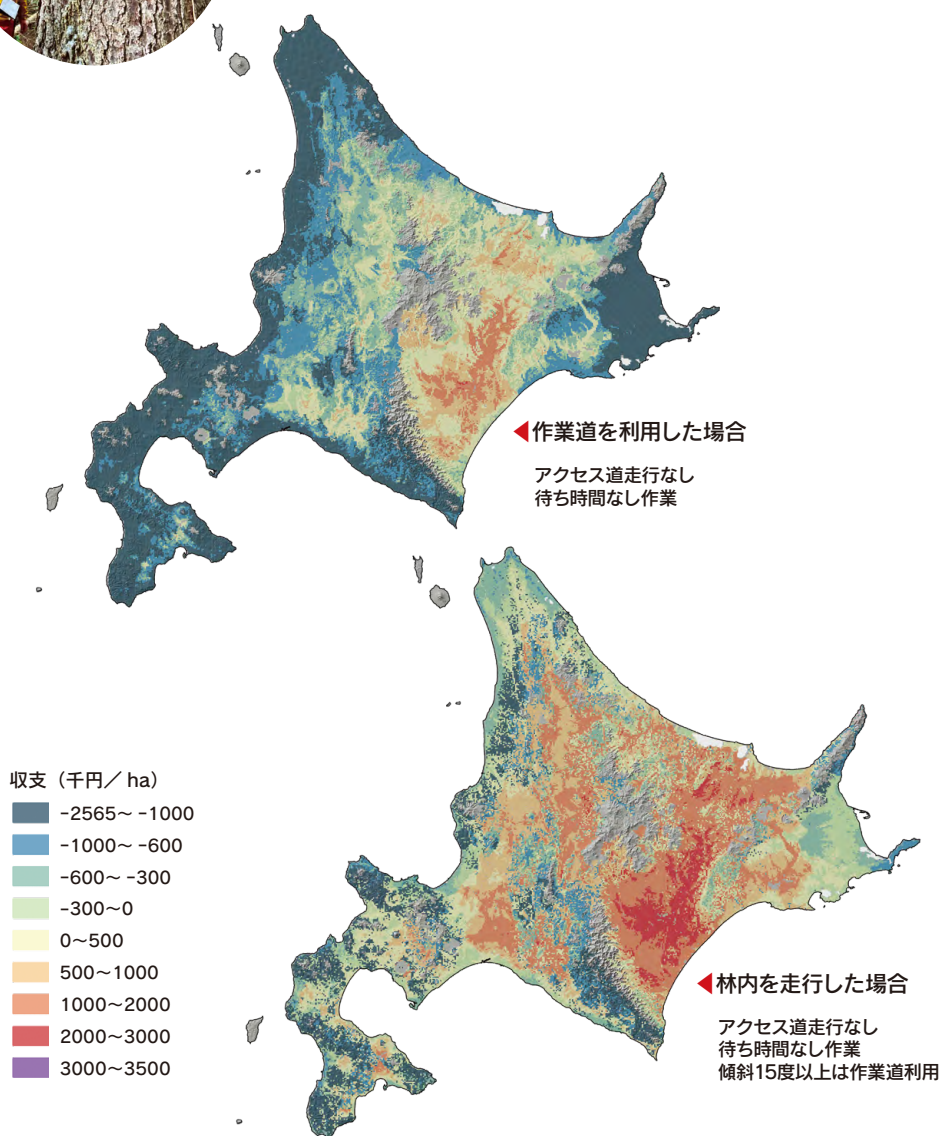 ◀作業道を利用した場合
アクセス道走行なし
待ち時間なし作業
収支（千円／ha）
-2565～ -1000
-1000～ -600
-600～ -300
-300～0
0～500
500～1000
1000～2000
2000～3000
3000～3500
◀林内を走行した場合
アクセス道走行なし
待ち時間なし作業
傾斜15度以上は作業道利用